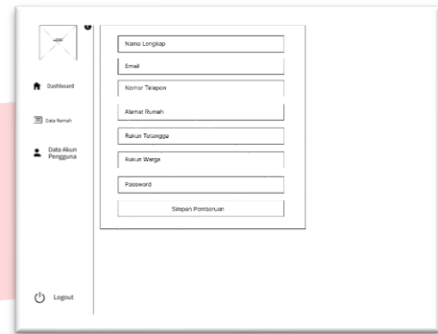 Dashboard
Data Rumah
Data Akun
Pengguna
Logout
Nama Lengkap
Email
Nomor Telepon
Alamat Rumah
Rukun Tetangga
Rukun Warga
Password
Simpan Pembaruan